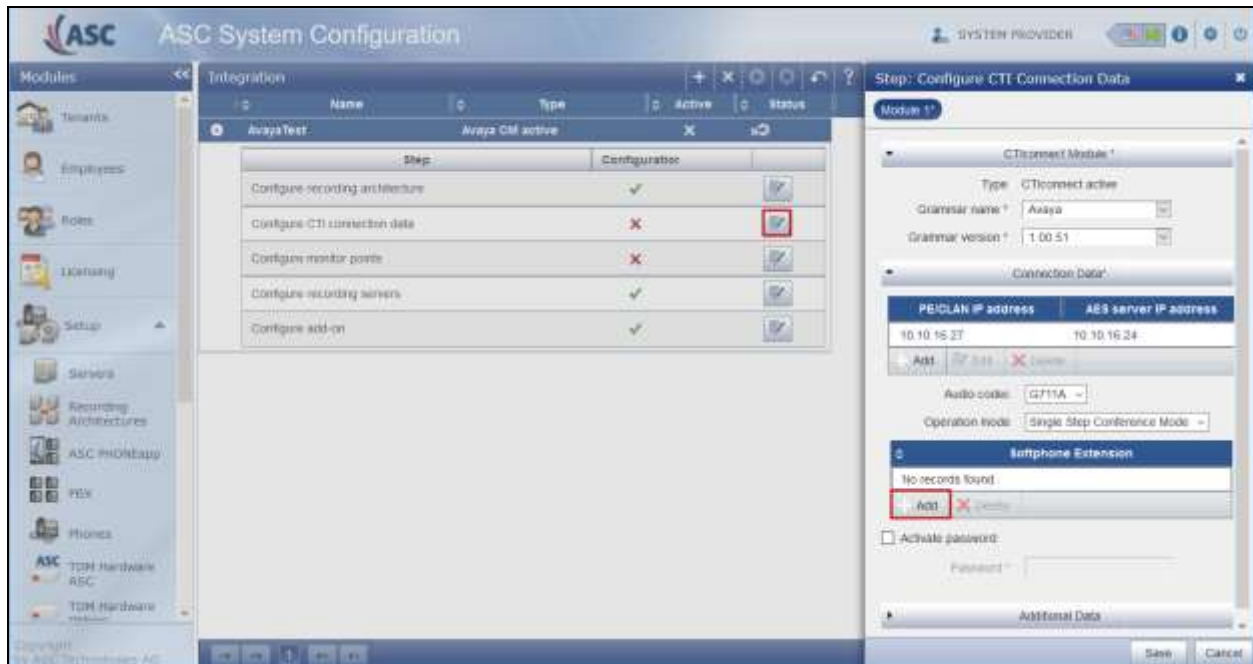 ASC
ASC System Configuration
SYSTEM PROVIDER
Modules
Tenants
Employees
Roles
Licensing
Setup
Servers
Recording
Architectures
ASC PHONEapp
PBX
Phones
ASC
TDM Hardware
ASC
TDM Hardware
Copyright
by ASC Technologies AG
Integration
?
Name
Type
Active
Status
AvayaTest
Avaya CM active
Step
Configuration
Configure recording architecture
Configure CTI connection data
Configure monitor points
Configure recording servers
Configure add-on
1
Step: Configure CTI Connection Data
Module 1*
CTIconnect Module *
Type
CTIconnect active
Grammar name *
Avaya
Grammar version *
1.00.51
Connection Data*
PE/CLAN IP address
AES server IP address
10.10.16.27
10.10.16.24
Add
Edit
Delete
Audio codec
G711A
Operation mode
Single Step Conference Mode
Softphone Extension
No records found
Add
Delete
Activate password
Password *
Additional Data
Save
Cancel